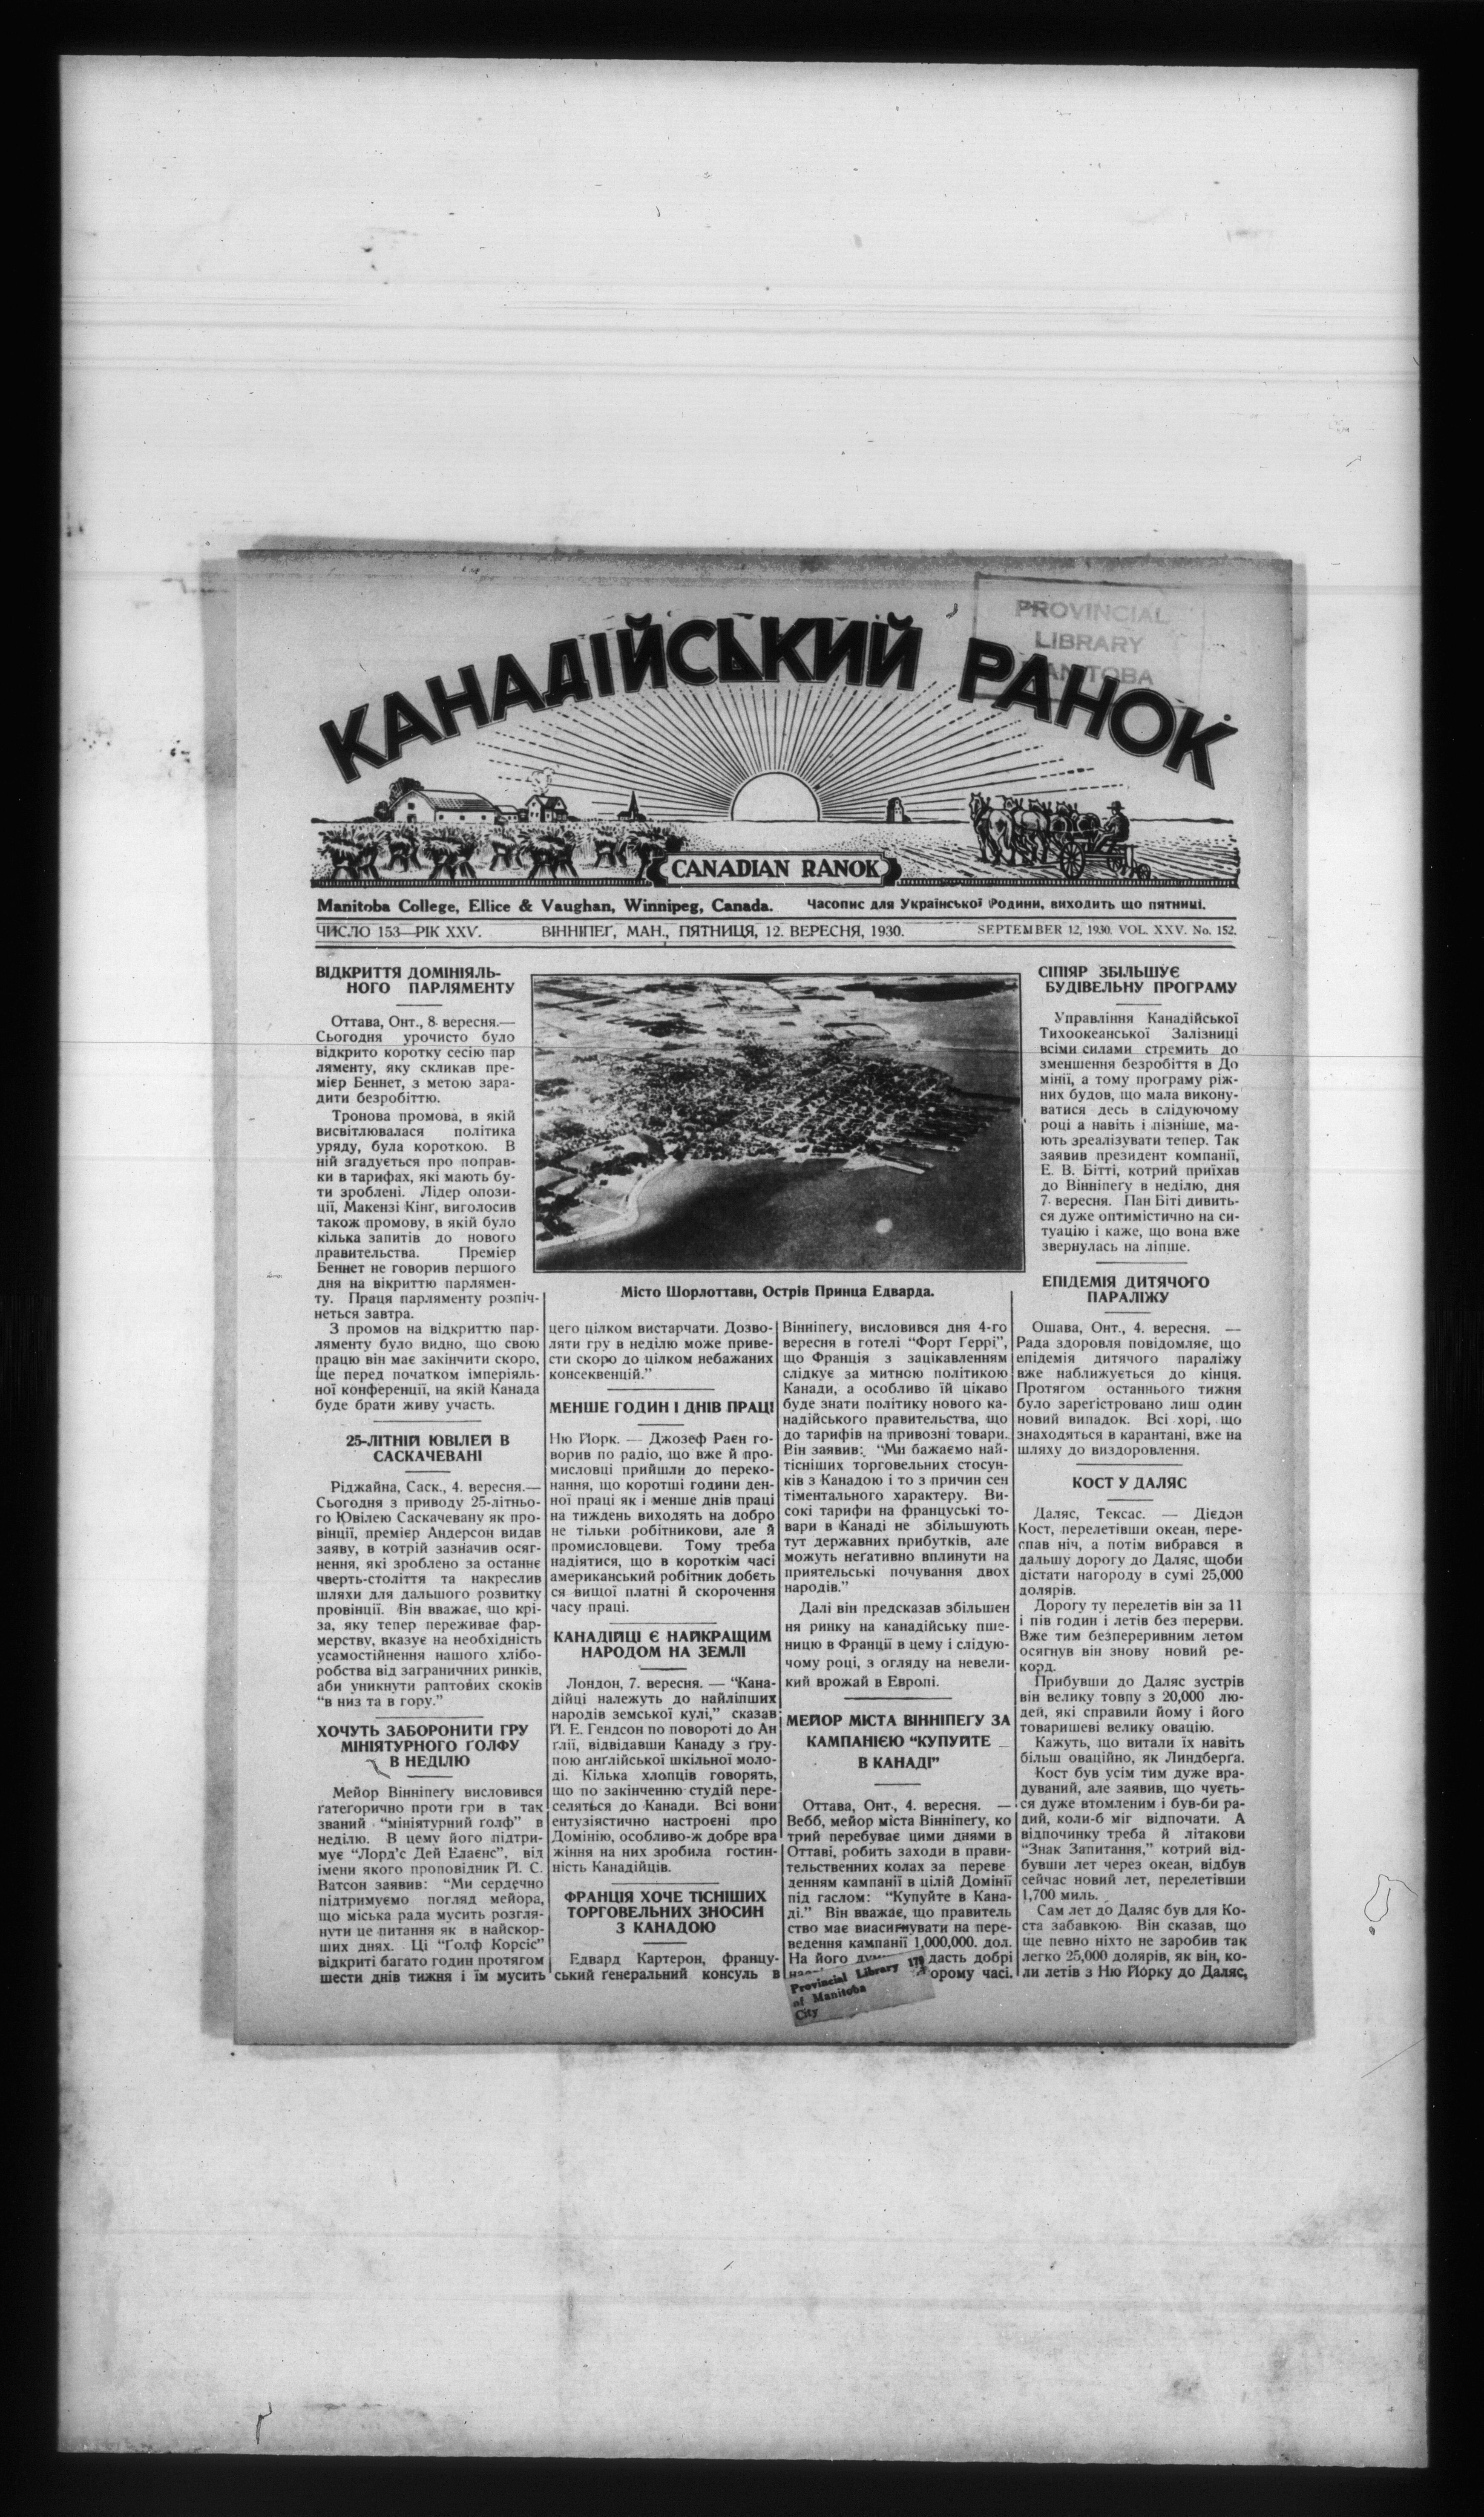 PROVINCIAL
LIBRARY
MANITOBA
КАНАДІЙСЬКИЙ РАНОК
CANADIAN RANOK
Manitoba College, Ellice & Vaughan, Winnipeg, Canada. Часопис для Української Родини, виходить що пятниці.
ЧИСЛО 153—РІК XXV. ВІННІПЕҐ, МАН., ПЯТНИЦЯ, 12. ВЕРЕСНЯ, 1930. SEPTEMBER 12, 1930. VOL. XXV. No. 152.
ВІДКРИТТЯ ДОМІНІЯЛЬ-
НОГО ПАРЛЯМЕНТУ
Оттава, Онт., 8. вересня.—
Сьогодня урочисто було
відкрито коротку сесію пар
ляменту, яку скликав пре-
мієр Беннет, з метою зара-
дити безробіттю.
Тронова промова, в якій
висвітлювалася політика
уряду, була короткою. В
ній згадується про поправ-
ки в тарифах, які мають бу-
ти зроблені. Лідер опози-
ції, Макензі Кінґ, виголосив
також промову, в якій було
кілька запитів до нового
правительства. Премієр
Беннет не говорив першого
дня на вікриттю парлямен-
ту. Праця парляменту розпіч-
неться завтра.
З промов на відкриттю пар-
ляменту було видно, що свою
працю він має закінчити скоро,
ще перед початком імперіяль-
ної конференції, на якій Канада
буде брати живу участь.
25-ЛІТНІЙ ЮВІЛЕЙ В
САСКАЧЕВАНІ
Ріджайна, Саск., 4. вересня.—
Сьогодня з приводу 25-літньо-
го Ювілею Саскачевану як про-
вінції, премієр Андерсон видав
заяву, в котрій зазначив осяг-
нення, які зроблено за останнє
чверть-століття та накреслив
шляхи для дальшого розвитку
провінції. Він вважає, що крі-
за, яку тепер переживає фар-
мерство, вказує на необхідність
усамостійнення нашого хлібо-
робства від заграничних ринків,
аби уникнути раптових скоків
“в низ та в гору.”
ХОЧУТЬ ЗАБОРОНИТИ ГРУ
МІНІЯТУРНОГО ҐОЛФУ
В НЕДІЛЮ
Мейор Вінніпеґу висловився
ґатеґорично проти гри в так
званий “мініятурний ґолф” в
неділю. В цему його підтри-
мує “Лорд'с Дей Елаєнс”, від
імени якого проповідник Й. С.
Ватсон заявив: “Ми сердечно
підтримуємо погляд мейора,
що міська рада мусить розгля-
нути це питання як в найскор-
ших днях. Ці “Ґолф Корсіс”
відкриті багато годин протягом
шести днів тижня і їм мусить
Місто Шорлоттавн, Острів Принца Едварда.
цего цілком вистарчати. Дозво-
ляти гру в неділю може приве-
сти скоро до цілком небажаних
консеквенцій.”
МЕНШЕ ГОДИН І ДНІВ ПРАЦІ
Ню Йорк. — Джозеф Раєн го-
ворив по радіо, що вже й про-
мисловці прийшли до переко-
нання, що коротші години ден-
ної праці як і менше днів праці
на тиждень виходять на добро
не тільки робітникови, але й
промисловцеви. Тому треба
надіятися, що в короткім часі
американський робітник добєть
ся вищої платні й скорочення
часу праці.
КАНАДІЙЦІ Є НАЙКРАЩИМ
НАРОДОМ НА ЗЕМЛІ
Лондон, 7. вересня. — “Кана-
дійці належуть до найліпших
народів земської кулі,” сказав
Й. Е. Гендсон по повороті до Ан
ґлії, відвідавши Канаду з ґру-
пою анґлійської шкільної моло-
ді. Кілька хлопців говорять,
що по закінченню студій пере-
селяться до Канади. Всі вони
ентузіястично настроєні про
Домінію, особливо-ж добре вра
жіння на них зробила гостин-
ність Канадійців.
ФРАНЦІЯ ХОЧЕ ТІСНІШИХ
ТОРГОВЕЛЬНИХ ЗНОСИН
З КАНАДОЮ
Едвард Картерон, францу-
ський ґенеральний консуль в
Вінніпеґу, висловився дня 4-го
вересня в готелі “Форт Ґеррі”,
що Франція з зацікавленням
слідкує за митною політикою
Канади, а особливо їй цікаво
буде знати політику нового ка-
надійського правительства, що
до тарифів на привозні товари.
Він заявив: “Ми бажаємо най-
тісніших торговельних стосун-
ків з Канадою і то з причин сен
тіментального характеру. Ви-
сокі тарифи на француські то-
вари в Канаді не збільшують
тут державних прибутків, але
можуть неґативно вплинути на
приятельські почування двох
народів.”
Далі він предсказав збільшен
ня ринку на канадійську пше-
ницю в Франції в цему і слідую-
чому році, з огляду на невели-
кий врожай в Европі.
МЕЙОР МІСТА ВІННІПЕҐУ ЗА
КАМПАНІЄЮ “КУПУЙТЕ
В КАНАДІ”
Оттава, Онт., 4. вересня. —
Вебб, мейор міста Вінніпеґу, ко
трий перебуває цими днями в
Оттаві, робить заходи в прави-
тельственних колах за переве
денням кампанії в цілій Домінії
під гаслом: “Купуйте в Кана-
ді.” Він вважає, що правитель
ство має виасиґнувати на пере-
ведення кампанії 1,000,000. дол.
На його дасть добрі
орому часі.
Provincial Library 179
of Manitoba
City
СІПІЯР ЗБІЛЬШУЄ
БУДІВЕЛЬНУ ПРОГРАМУ
Управління Канадійської
Тихоокеанської Залізниці
всіми силами стремить до
зменшення безробіття в До
мінії, а тому програму ріж-
них будов, що мала викону-
ватися десь в слідуючому
році а навіть і пізніше, ма-
ють зреалізувати тепер. Так
заявив президент компанії,
Е. В. Бітті, котрий приїхав
до Вінніпеґу в неділю, дня
7. вересня. Пан Біті дивить-
ся дуже оптимістично на си-
туацію і каже, що вона вже
звернулась на ліпше.
ЕПІДЕМІЯ ДИТЯЧОГО
ПАРАЛІЖУ
Ошава, Онт., 4. вересня. —
Рада здоровля повідомляє, що
епідемія дитячого параліжу
вже наближується до кінця.
Протягом останнього тижня
було зареґістровано лиш один
новий випадок. Всі хорі, що
знаходяться в карантані, вже на
шляху до виздоровлення.
КОСТ У ДАЛЯС
Даляс, Тексас. — Дієдон
Кост, перелетівши океан, пере-
спав ніч, а потім вибрався в
дальшу дорогу до Даляс, щоби
дістати нагороду в сумі 25,000
долярів.
Дорогу ту перелетів він за 11
і пів годин і летів без перерви.
Вже тим безпереривним летом
осягнув він знову новий ре-
корд.
Прибувши до Даляс зустрів
він велику товпу з 20,000 лю-
дей, які справили йому і його
товаришеві велику овацію.
Кажуть, що витали їх навіть
більш оваційно, як Линдберґа.
Кост був усім тим дуже вра-
дуваний, але заявив, що чуєть-
ся дуже втомленим і був-би ра-
дий, коли-б міг відпочати. А
відпочинку треба й літакови
“Знак Запитання,” котрий від-
бувши лет через океан, відбув
сейчас новий лет, перелетівши
1,700 миль.
Сам лет до Даляс був для Ко-
ста забавкою. Він сказав, що
ще певно ніхто не заробив так
легко 25,000 долярів, як він, ко-
ли летів з Ню Йорку до Даляс,